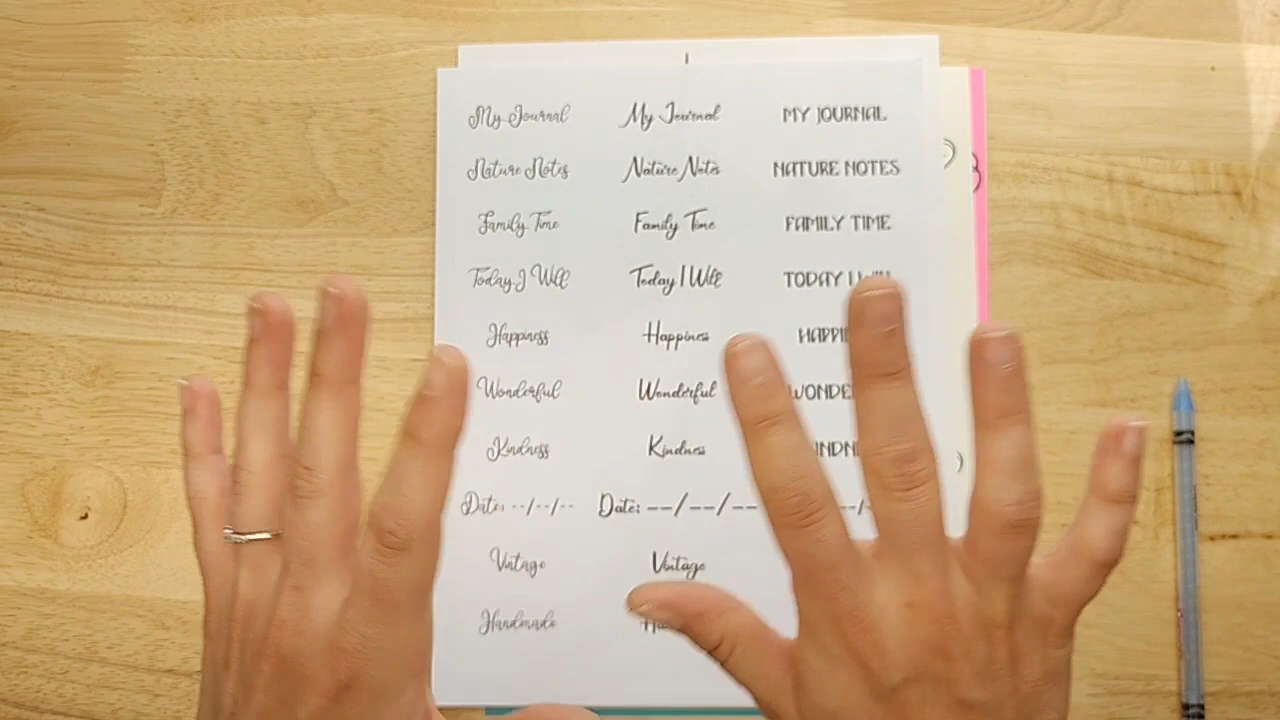 My Journal My Journal MY JOURNAL
Nature Notes Nature Notes NATURE NOTES
Family Time Family Time FAMILY TIME
Today I Will Today I Will TODAY I
Happiness Happiness
Wonderful Wonderful
Kindness Kindness
Date: --/--/-- Date: --/--/--
Vintage Vintage
Handmade